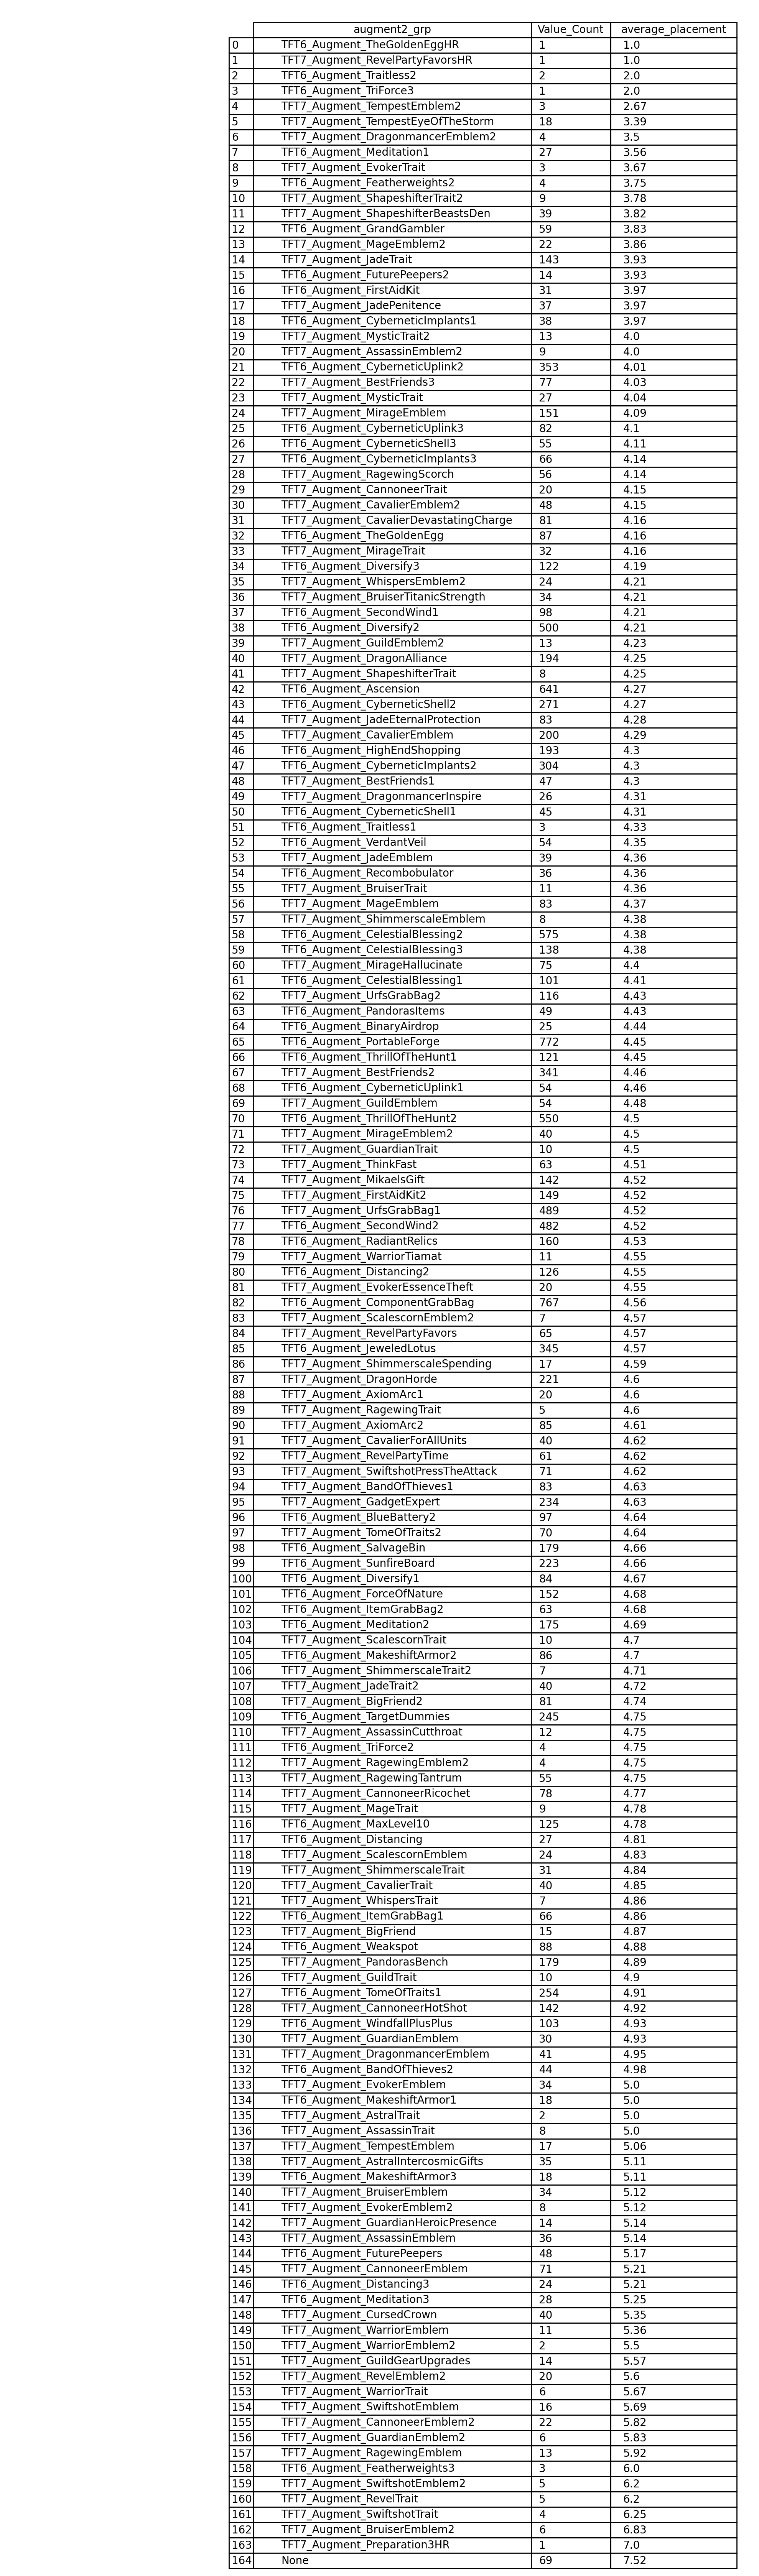 augment2_grp Value_Count average_placement
0 TFT6_Augment_TheGoldenEggHR 1 1.0
1 TFT7_Augment_RevelPartyFavorsHR 1 1.0
2 TFT6_Augment_Traitless2 2 2.0
3 TFT6_Augment_TriForce3 1 2.0
4 TFT7_Augment_TempestEmblem2 3 2.67
5 TFT7_Augment_TempestEyeOfTheStorm 18 3.39
6 TFT7_Augment_DragonmancerEmblem2 4 3.5
7 TFT6_Augment_Meditation1 27 3.56
8 TFT7_Augment_EvokerTrait 3 3.67
9 TFT6_Augment_Featherweights2 4 3.75
10 TFT7_Augment_ShapeshifterTrait2 9 3.78
11 TFT7_Augment_ShapeshifterBeastsDen 39 3.82
12 TFT6_Augment_GrandGambler 59 3.83
13 TFT7_Augment_MageEmblem2 22 3.86
14 TFT7_Augment_JadeTrait 143 3.93
15 TFT6_Augment_FuturePeepers2 14 3.93
16 TFT6_Augment_FirstAidKit 31 3.97
17 TFT7_Augment_JadePenitence 37 3.97
18 TFT6_Augment_CyberneticImplants1 38 3.97
19 TFT7_Augment_MysticTrait2 13 4.0
20 TFT7_Augment_AssassinEmblem2 9 4.0
21 TFT6_Augment_CyberneticUplink2 353 4.01
22 TFT7_Augment_BestFriends3 77 4.03
23 TFT7_Augment_MysticTrait 27 4.04
24 TFT7_Augment_MirageEmblem 151 4.09
25 TFT6_Augment_CyberneticUplink3 82 4.1
26 TFT6_Augment_CyberneticShell3 55 4.11
27 TFT6_Augment_CyberneticImplants3 66 4.14
28 TFT7_Augment_RagewingScorch 56 4.14
29 TFT7_Augment_CannoneerTrait 20 4.15
30 TFT7_Augment_CavalierEmblem2 48 4.15
31 TFT7_Augment_CavalierDevastatingCharge 81 4.16
32 TFT6_Augment_TheGoldenEgg 87 4.16
33 TFT7_Augment_MirageTrait 32 4.16
34 TFT6_Augment_Diversify3 122 4.19
35 TFT7_Augment_WhispersEmblem2 24 4.21
36 TFT7_Augment_BruiserTitanicStrength 34 4.21
37 TFT6_Augment_SecondWind1 98 4.21
38 TFT6_Augment_Diversify2 500 4.21
39 TFT7_Augment_GuildEmblem2 13 4.23
40 TFT7_Augment_DragonAlliance 194 4.25
41 TFT7_Augment_ShapeshifterTrait 8 4.25
42 TFT6_Augment_Ascension 641 4.27
43 TFT6_Augment_CyberneticShell2 271 4.27
44 TFT7_Augment_JadeEternalProtection 83 4.28
45 TFT7_Augment_CavalierEmblem 200 4.29
46 TFT6_Augment_HighEndShopping 193 4.3
47 TFT6_Augment_CyberneticImplants2 304 4.3
48 TFT7_Augment_BestFriends1 47 4.3
49 TFT7_Augment_DragonmancerInspire 26 4.31
50 TFT6_Augment_CyberneticShell1 45 4.31
51 TFT6_Augment_Traitless1 3 4.33
52 TFT6_Augment_VerdantVeil 54 4.35
53 TFT7_Augment_JadeEmblem 39 4.36
54 TFT6_Augment_Recombobulator 36 4.36
55 TFT7_Augment_BruiserTrait 11 4.36
56 TFT7_Augment_MageEmblem 83 4.37
57 TFT7_Augment_ShimmerscaleEmblem 8 4.38
58 TFT6_Augment_CelestialBlessing2 575 4.38
59 TFT6_Augment_CelestialBlessing3 138 4.38
60 TFT7_Augment_MirageHallucinate 75 4.4
61 TFT6_Augment_CelestialBlessing1 101 4.41
62 TFT7_Augment_UrfsGrabBag2 116 4.43
63 TFT6_Augment_PandorasItems 49 4.43
64 TFT6_Augment_BinaryAirdrop 25 4.44
65 TFT6_Augment_PortableForge 772 4.45
66 TFT6_Augment_ThrillOfTheHunt1 121 4.45
67 TFT7_Augment_BestFriends2 341 4.46
68 TFT6_Augment_CyberneticUplink1 54 4.46
69 TFT7_Augment_GuildEmblem 54 4.48
70 TFT6_Augment_ThrillOfTheHunt2 550 4.5
71 TFT7_Augment_MirageEmblem2 40 4.5
72 TFT7_Augment_GuardianTrait 10 4.5
73 TFT7_Augment_ThinkFast 63 4.51
74 TFT7_Augment_MikaelsGift 142 4.52
75 TFT7_Augment_FirstAidKit2 149 4.52
76 TFT7_Augment_UrfsGrabBag1 489 4.52
77 TFT6_Augment_SecondWind2 482 4.52
78 TFT6_Augment_RadiantRelics 160 4.53
79 TFT7_Augment_WarriorTiamat 11 4.55
80 TFT6_Augment_Distancing2 126 4.55
81 TFT7_Augment_EvokerEssenceTheft 20 4.55
82 TFT6_Augment_ComponentGrabBag 767 4.56
83 TFT7_Augment_ScalescornEmblem2 7 4.57
84 TFT7_Augment_RevelPartyFavors 65 4.57
85 TFT6_Augment_JeweledLotus 345 4.57
86 TFT7_Augment_ShimmerscaleSpending 17 4.59
87 TFT7_Augment_DragonHorde 221 4.6
88 TFT7_Augment_AxiomArc1 20 4.6
89 TFT7_Augment_RagewingTrait 5 4.6
90 TFT7_Augment_AxiomArc2 85 4.61
91 TFT7_Augment_CavalierForAllUnits 40 4.62
92 TFT7_Augment_RevelPartyTime 61 4.62
93 TFT7_Augment_SwiftshotPressTheAttack 71 4.62
94 TFT7_Augment_BandOfThieves1 83 4.63
95 TFT7_Augment_GadgetExpert 234 4.63
96 TFT6_Augment_BlueBattery2 97 4.64
97 TFT7_Augment_TomeOfTraits2 70 4.64
98 TFT6_Augment_SalvageBin 179 4.66
99 TFT6_Augment_SunfireBoard 223 4.66
100 TFT6_Augment_Diversify1 84 4.67
101 TFT6_Augment_ForceOfNature 152 4.68
102 TFT6_Augment_ItemGrabBag2 63 4.68
103 TFT6_Augment_Meditation2 175 4.69
104 TFT7_Augment_ScalescornTrait 10 4.7
105 TFT6_Augment_MakeshiftArmor2 86 4.7
106 TFT7_Augment_ShimmerscaleTrait2 7 4.71
107 TFT7_Augment_JadeTrait2 40 4.72
108 TFT7_Augment_BigFriend2 81 4.74
109 TFT6_Augment_TargetDummies 245 4.75
110 TFT7_Augment_AssassinCutthroat 12 4.75
111 TFT6_Augment_TriForce2 4 4.75
112 TFT7_Augment_RagewingEmblem2 4 4.75
113 TFT7_Augment_RagewingTantrum 55 4.75
114 TFT7_Augment_CannoneerRicochet 78 4.77
115 TFT7_Augment_MageTrait 9 4.78
116 TFT6_Augment_MaxLevel10 125 4.78
117 TFT6_Augment_Distancing 27 4.81
118 TFT7_Augment_ScalescornEmblem 24 4.83
119 TFT7_Augment_ShimmerscaleTrait 31 4.84
120 TFT7_Augment_CavalierTrait 40 4.85
121 TFT7_Augment_WhispersTrait 7 4.86
122 TFT6_Augment_ItemGrabBag1 66 4.86
123 TFT7_Augment_BigFriend 15 4.87
124 TFT6_Augment_Weakspot 88 4.88
125 TFT7_Augment_PandorasBench 179 4.89
126 TFT7_Augment_GuildTrait 10 4.9
127 TFT6_Augment_TomeOfTraits1 254 4.91
128 TFT7_Augment_CannoneerHotShot 142 4.92
129 TFT6_Augment_WindfallPlusPlus 103 4.93
130 TFT7_Augment_GuardianEmblem 30 4.93
131 TFT7_Augment_DragonmancerEmblem 41 4.95
132 TFT6_Augment_BandOfThieves2 44 4.98
133 TFT7_Augment_EvokerEmblem 34 5.0
134 TFT6_Augment_MakeshiftArmor1 18 5.0
135 TFT7_Augment_AstralTrait 2 5.0
136 TFT7_Augment_AssassinTrait 8 5.0
137 TFT7_Augment_TempestEmblem 17 5.06
138 TFT7_Augment_AstralIntercosmicGifts 35 5.11
139 TFT6_Augment_MakeshiftArmor3 18 5.11
140 TFT7_Augment_BruiserEmblem 34 5.12
141 TFT7_Augment_EvokerEmblem2 8 5.12
142 TFT7_Augment_GuardianHeroicPresence 14 5.14
143 TFT7_Augment_AssassinEmblem 36 5.14
144 TFT6_Augment_FuturePeepers 48 5.17
145 TFT7_Augment_CannoneerEmblem 71 5.21
146 TFT6_Augment_Distancing3 24 5.21
147 TFT6_Augment_Meditation3 28 5.25
148 TFT7_Augment_CursedCrown 40 5.35
149 TFT7_Augment_WarriorEmblem 11 5.36
150 TFT7_Augment_WarriorEmblem2 2 5.5
151 TFT7_Augment_GuildGearUpgrades 14 5.57
152 TFT7_Augment_RevelEmblem2 20 5.6
153 TFT7_Augment_WarriorTrait 6 5.67
154 TFT7_Augment_SwiftshotEmblem 16 5.69
155 TFT7_Augment_CannoneerEmblem2 22 5.82
156 TFT7_Augment_GuardianEmblem2 6 5.83
157 TFT7_Augment_RagewingEmblem 13 5.92
158 TFT6_Augment_Featherweights3 3 6.0
159 TFT7_Augment_SwiftshotEmblem2 5 6.2
160 TFT7_Augment_RevelTrait 5 6.2
161 TFT7_Augment_SwiftshotTrait 4 6.25
162 TFT7_Augment_BruiserEmblem2 6 6.83
163 TFT7_Augment_Preparation3HR 1 7.0
164 None 69 7.52